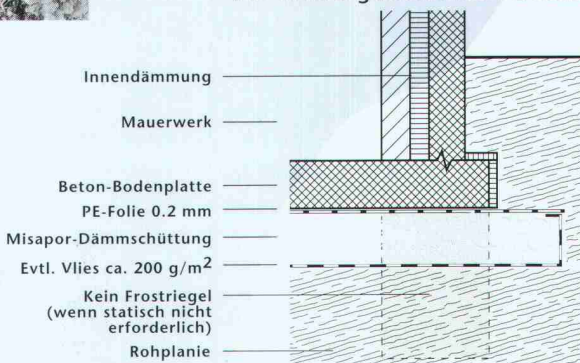 Innendämmung
Mauerwerk
Beton-Bodenplatte
PE-Folie 0.2 mm
Misapor-Dämmschüttung
Evtl. Vlies ca. 200 g/m2
Kein Frostriegel
(wenn statisch nicht
erforderlich)
Rohplanie